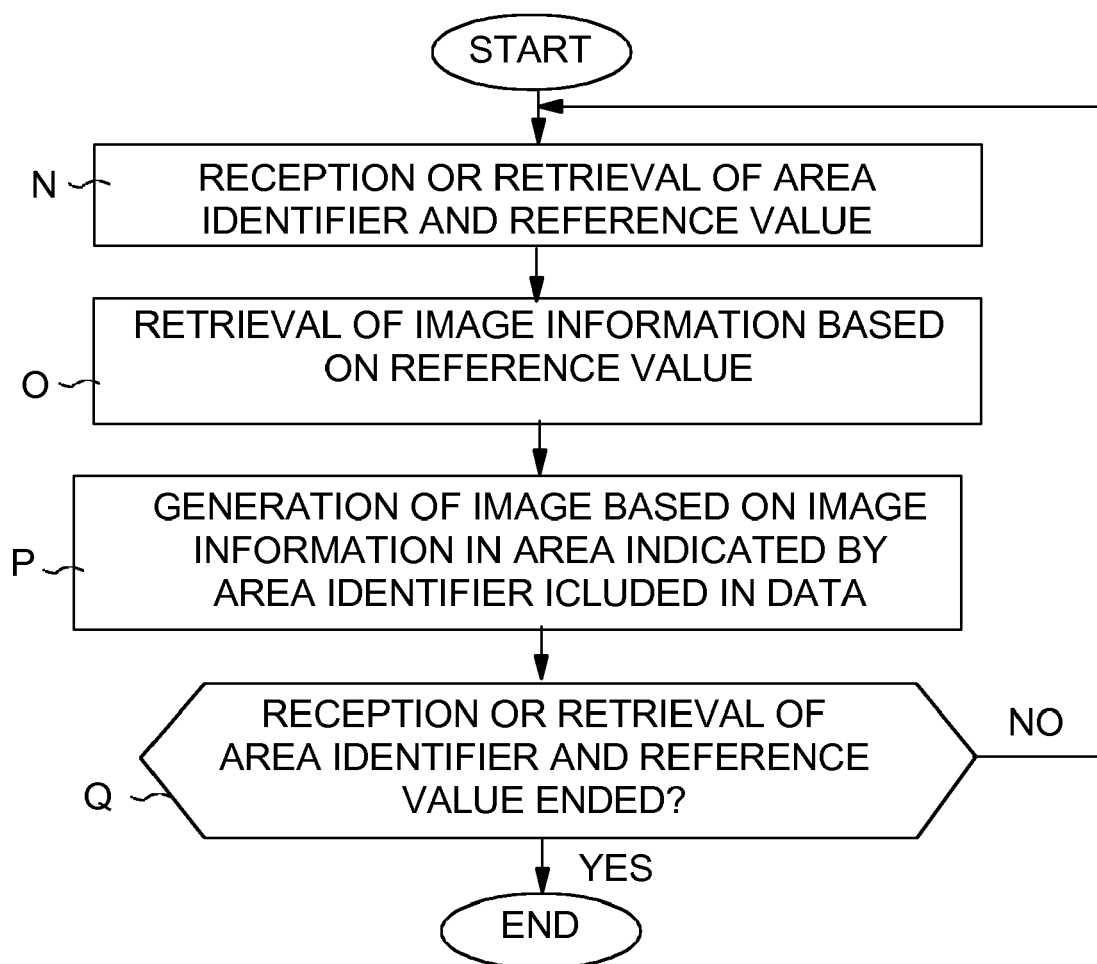 START
N
RECEPTION OR RETRIEVAL OF AREA
IDENTIFIER AND REFERENCE VALUE
RETRIEVAL OF IMAGE INFORMATION BASED
ON REFERENCE VALUE
O
GENERATION OF IMAGE BASED ON IMAGE
INFORMATION IN AREA INDICATED BY
AREA IDENTIFIER ICLUDED IN DATA
P
RECEPTION OR RETRIEVAL OF
AREA IDENTIFIER AND REFERENCE
VALUE ENDED?
Q
NO
YES
END